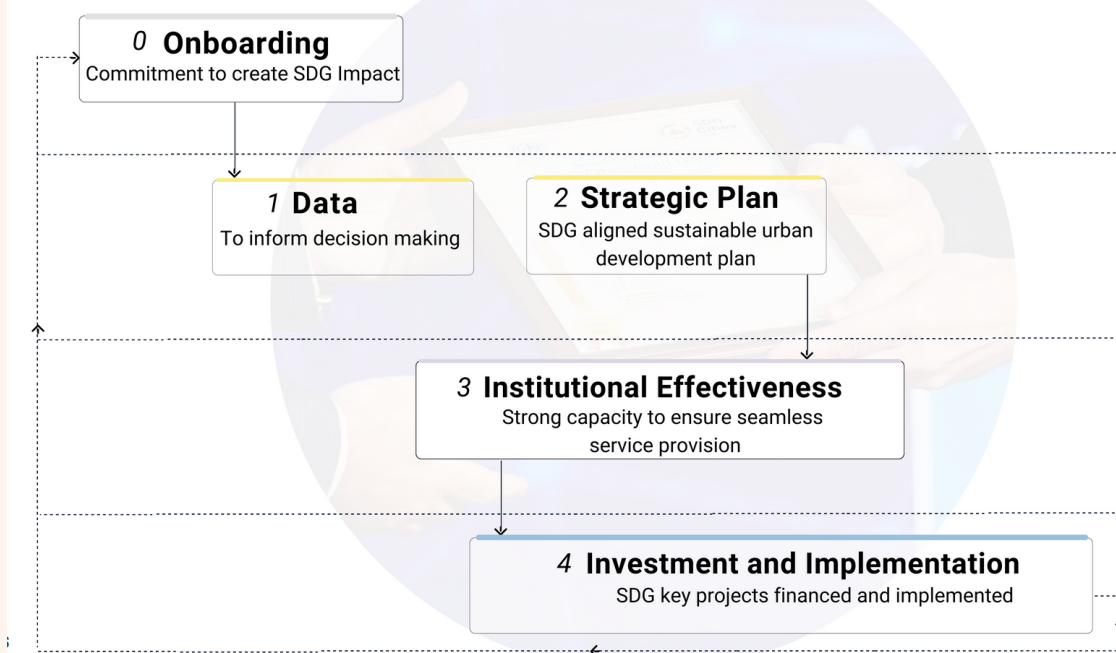 0 Onboarding
Commitment to create SDG Impact
SDG
Cities
1 Data
To inform decision making
2 Strategic Plan
SDG aligned sustainable urban
development plan
3 Institutional Effectiveness
Strong capacity to ensure seamless
service provision
4 Investment and Implementation
SDG key projects financed and implemented
s